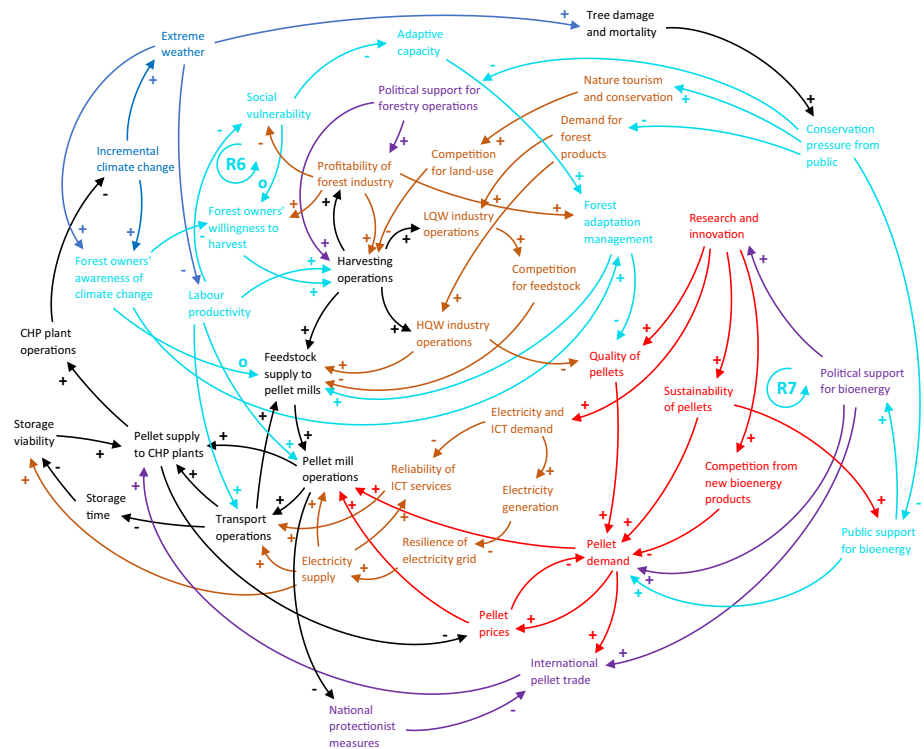 Tree damage
and mortality
Extreme
weather
Adaptive
capacity
Political support for
forestry operations
Nature tourism
and conservation
Social
vulnerability
Demand for
forest
products
Conservation
pressure from
public
Incremental
climate change
R6
Profitability of
forest industry
Competition
for land-use
Forest owners'
willingness to
harvest
LQW industry
operations
Forest
adaptation
management
Research and
innovation
Forest owners'
awareness of
climate change
Labour
productivity
Harvesting
operations
Competition
for feedstock
CHP plant
operations
HQW industry
operations
Feedstock
supply to
pellet mills
Quality of
pellets
Sustainability
of pellets
R7
Political support
for bioenergy
Storage
viability
Pellet supply
to CHP plants
Electricity and
ICT demand
Pellet mill
operations
Reliability of
ICT services
Competition from
new bioenergy
products
Storage
time
Transport
operations
Electricity
generation
Electricity
supply
Resilience of
electricity grid
Pellet
demand
Public support
for bioenergy
Pellet
prices
International
pellet trade
National
protectionist
measures